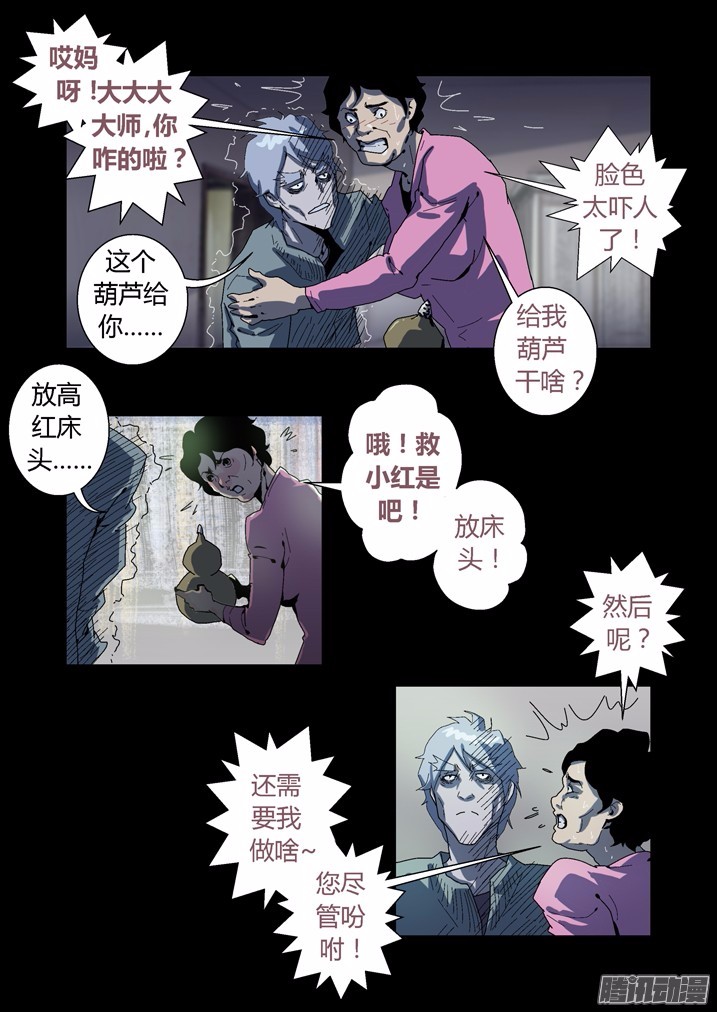 哎妈
呀！大大大
大师，你
咋的啦？
脸色
太吓人
了！
这个
葫芦给
你……
给我
葫芦
干啥？
放高
红床
头……
哦！救
小红是
吧！
放床
头！
然后
呢？
还需
要我
做啥~
您尽
管吩
咐！
腾讯动漫